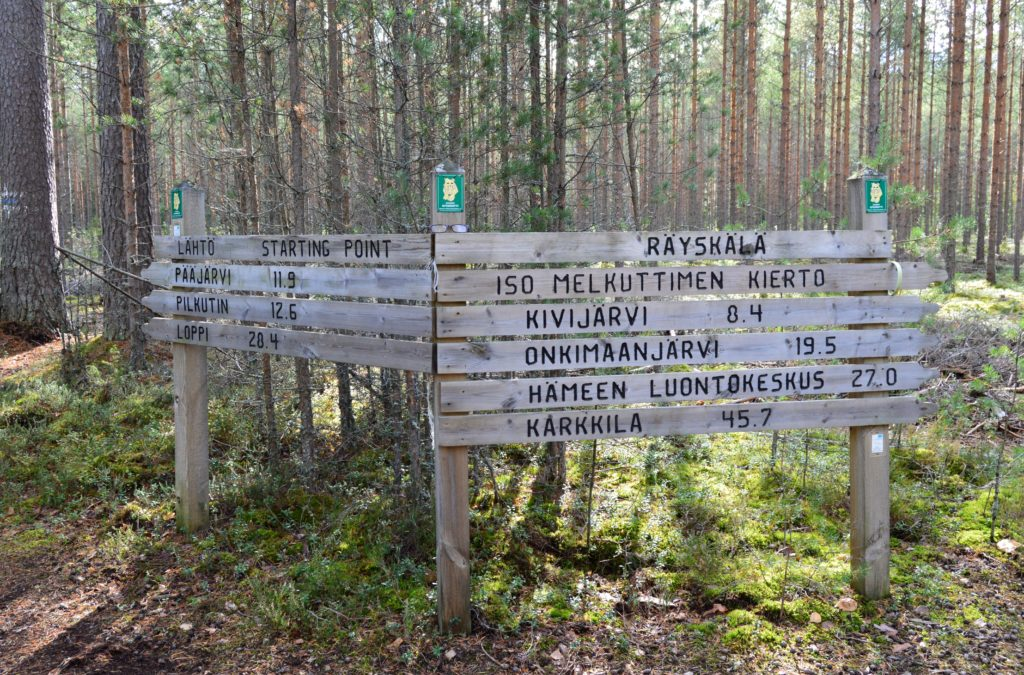 LÄHTÖ STARTING POINT
PÄÄJÄRVI 11.9
PILKUTIN 12.6
LOPPI 28.4
RÄYSKÄLÄ
ISO MELKUTTIMEN KIERTO
KIVIJÄRVI 8.4
ONKIMAANJÄRVI 19.5
HÄMEEN LUONTOKESKUS 27.0
KARKKILA 45.7